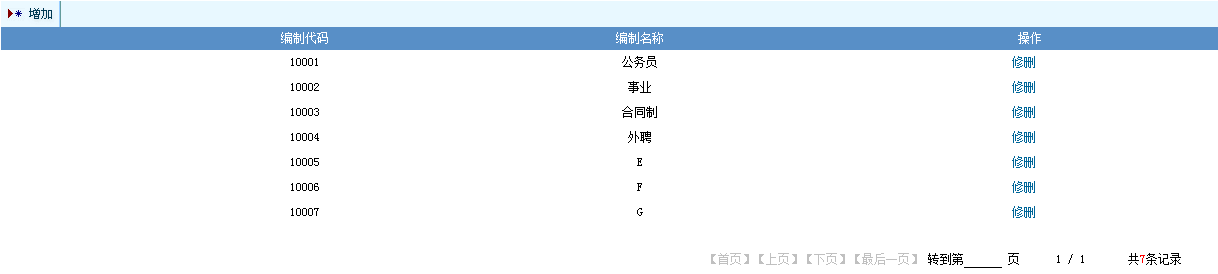 * 增加
编制代码 编制名称 操作
10001 公务员 修删
10002 事业 修删
10003 合同制 修删
10004 外聘 修删
10005 E 修删
10006 F 修删
10007 G 修删
【首页】【上页】【下页】【最后一页】 转到第_____ 页 1 / 1 共7条记录